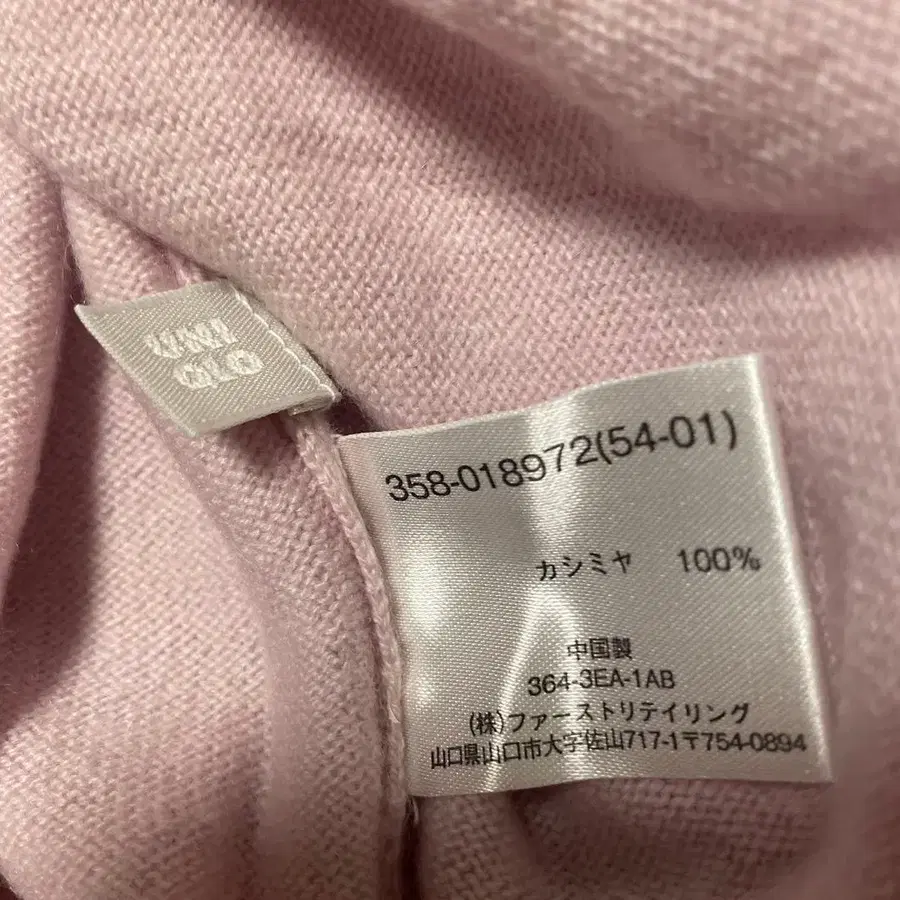 UNI
QLO
358-018972(54-01)
カシミヤ 100%
中国製
364-3EA-1AB
(株)ファーストリテイリング
山口県山口市大字佐山717-1〒754-0894